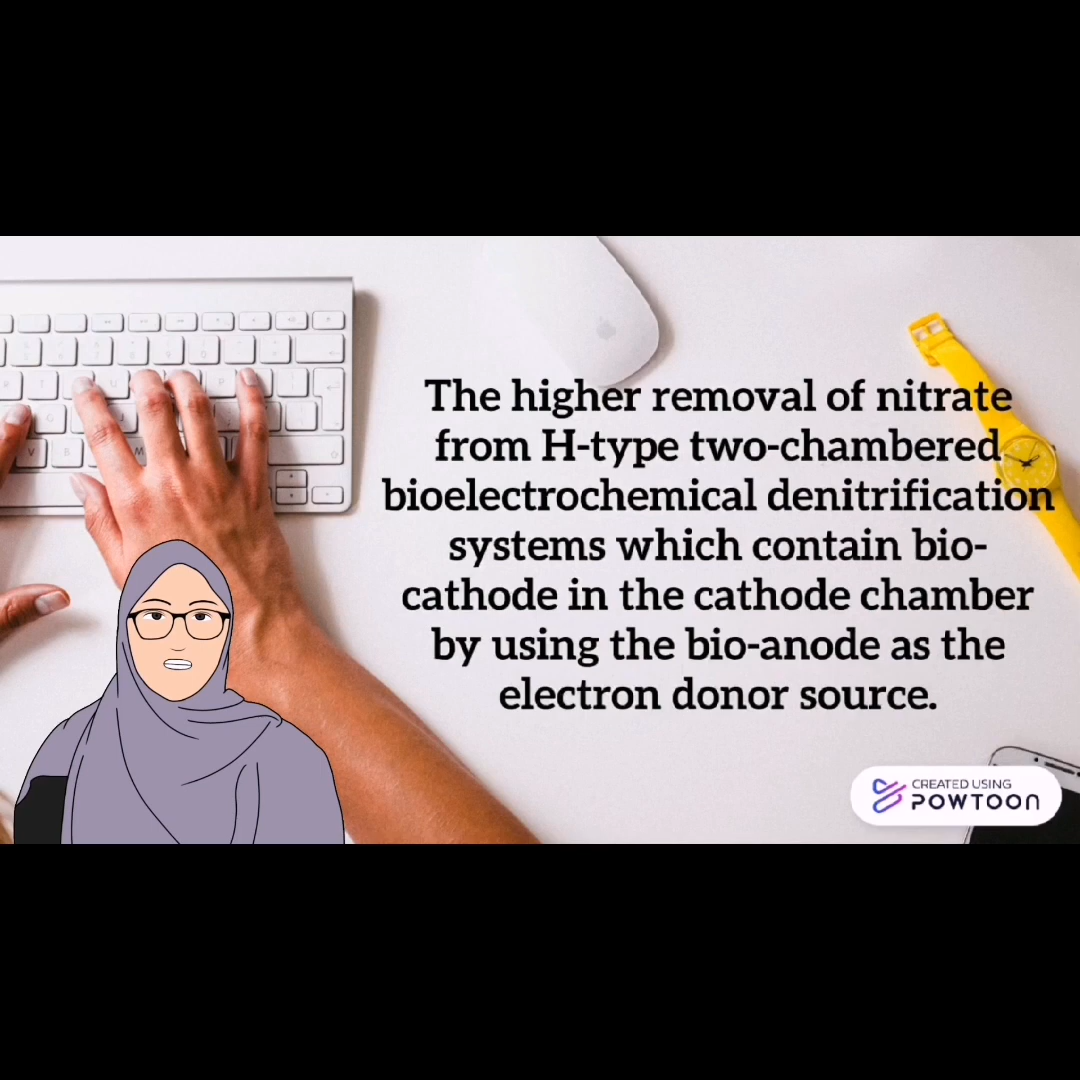 The higher removal of nitrate
from H-type two-chambered
bioelectrochemical denitrification
systems which contain bio-
cathode in the cathode chamber
by using the bio-anode as the
electron donor source.
CREATED USING
POWTOON